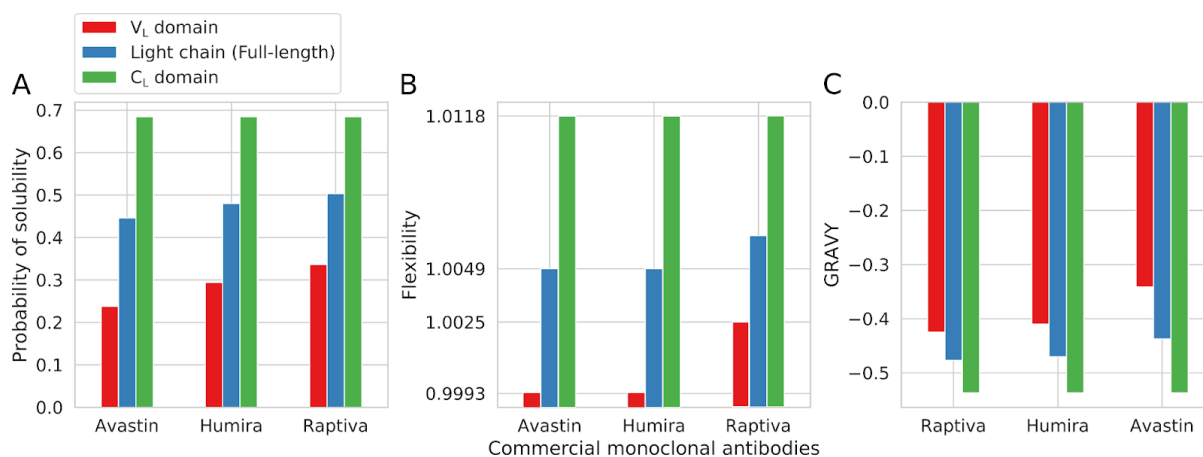 V_L domain
Light chain (Full-length)
C_L domain
A
Probability of solubility
0.7
0.6
0.5
0.4
0.3
0.2
0.1
0.0
Avastin Humira Raptiva
B
Flexibility
1.0118
1.0049
1.0025
0.9993
Avastin Humira Raptiva
Commercial monoclonal antibodies
C
GRAVY
0.0
−0.1
−0.2
−0.3
−0.4
−0.5
Raptiva Humira Avastin